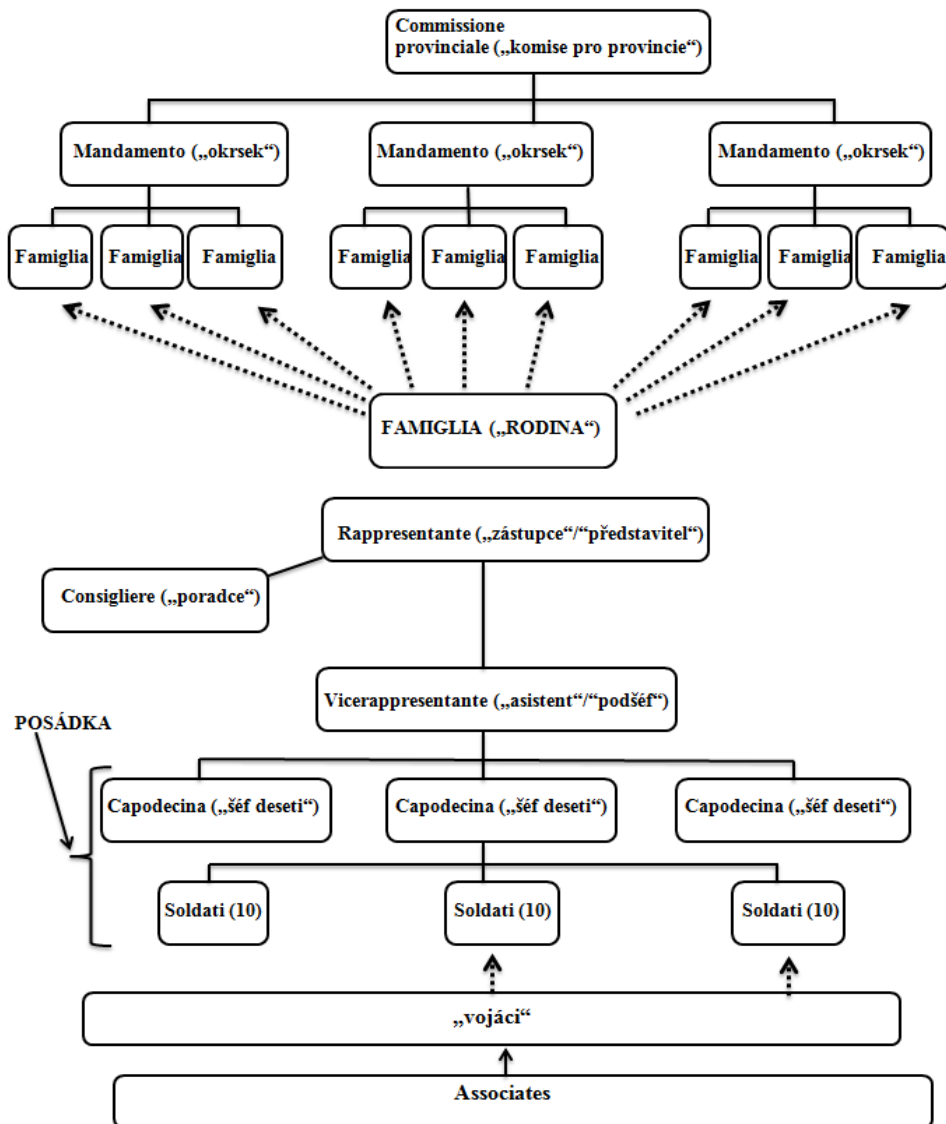 Commissione
provinciale („komise pro provincie“)
Mandamento („okrsek“)
Mandamento („okrsek“)
Mandamento („okrsek“)
Famiglia
Famiglia
Famiglia
Famiglia
Famiglia
Famiglia
Famiglia
Famiglia
Famiglia
FAMIGLIA („RODINA“)
Rappresentante („zástupce“/“představitel“)
Consigliere („poradce“)
Vicerappresentante („asistent“/“podšéf“)
POSÁDKA
Capodecina („šéf deseti“)
Capodecina („šéf deseti“)
Capodecina („šéf deseti“)
Soldati (10)
Soldati (10)
Soldati (10)
„vojáci“
Associates